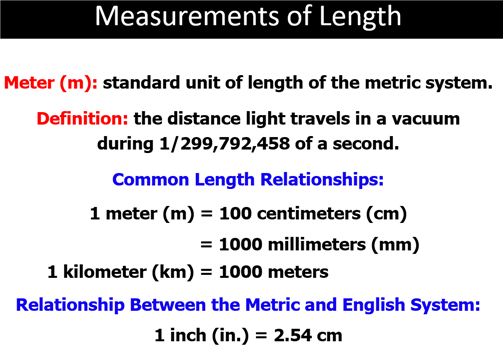 Measurements of Length
Meter (m): standard unit of length of the metric system.
Definition: the distance light travels in a vacuum
during 1/299,792,458 of a second.
Common Length Relationships:
1 meter (m) = 100 centimeters (cm)
= 1000 millimeters (mm)
1 kilometer (km) = 1000 meters
Relationship Between the Metric and English System:
1 inch (in.) = 2.54 cm